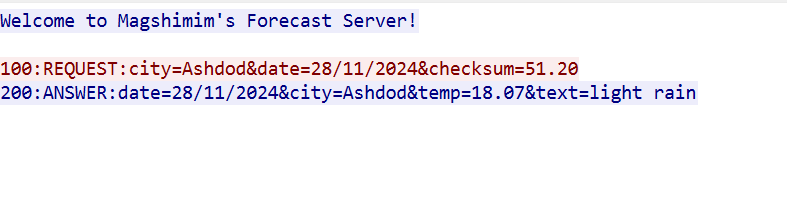 Welcome to Magshimim's Forecast Server!
100:REQUEST:city=Ashdod&date=28/11/2024&checksum=51.20
200:ANSWER:date=28/11/2024&city=Ashdod&temp=18.07&text=light rain